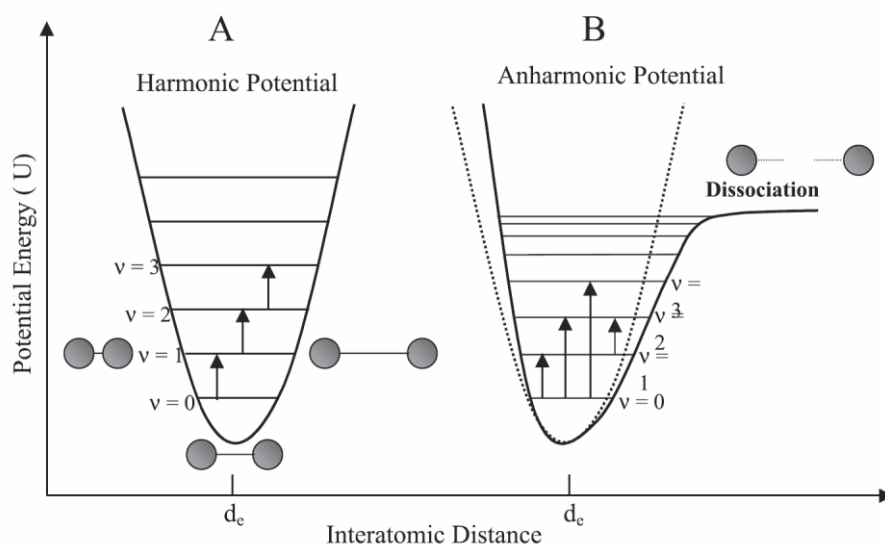 A
B
Harmonic Potential
Anharmonic Potential
Potential Energy ( U)
Dissociation
ν = 3
ν = 2
ν = 1
ν = 0
ν =
3
ν =
2
ν =
1
ν = 0
de
de
Interatomic Distance